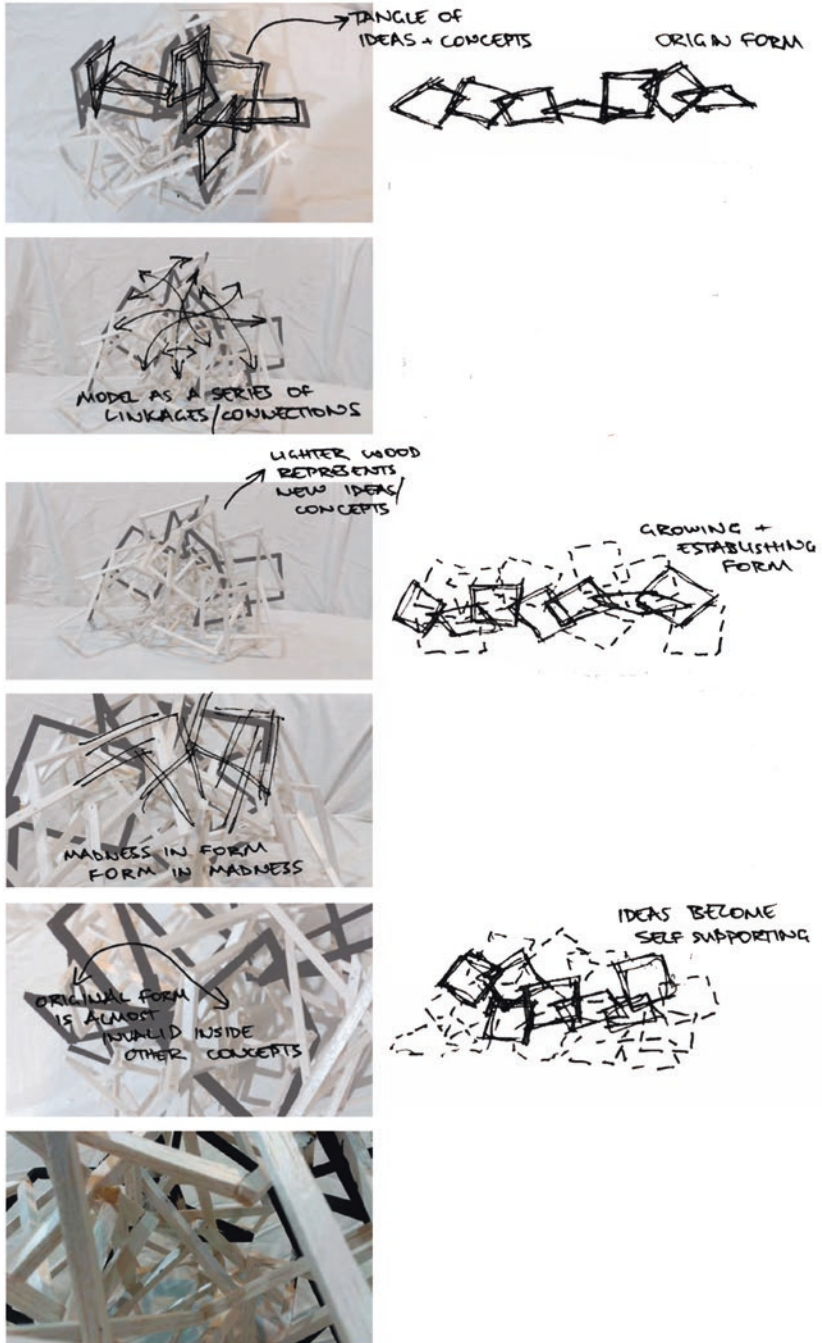 TANGLE OF
IDEAS + CONCEPTS
ORIGIN FORM
MODEL AS A SERIES OF
LINKAGES/CONNECTIONS
LIGHTER WOOD
REPRESENTS
NEW IDEAS/
CONCEPTS
GROWING +
ESTABLISHING
FORM
MADNESS IN FORM
FORM IN MADNESS
IDEAS BECOME
SELF SUPPORTING
ORIGINAL FORM
IS ALMOST
INVALID INSIDE
OTHER CONCEPTS